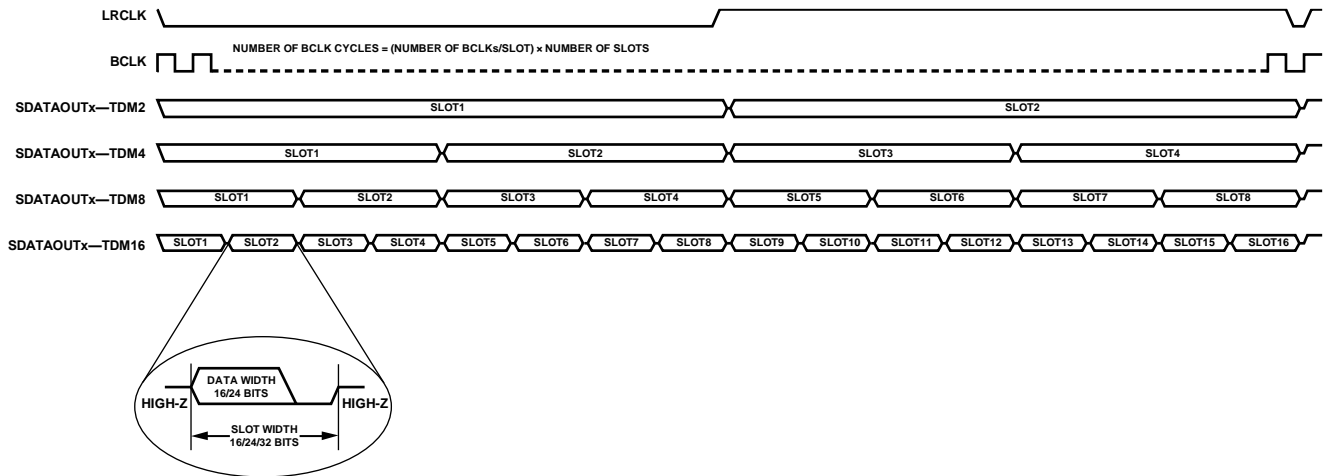 LRCLK
BCLK
NUMBER OF BCLK CYCLES = (NUMBER OF BCLKs/SLOT) × NUMBER OF SLOTS
SDATAOUTx—TDM2
SLOT1 SLOT2
SDATAOUTx—TDM4
SLOT1 SLOT2 SLOT3 SLOT4
SDATAOUTx—TDM8
SLOT1 SLOT2 SLOT3 SLOT4 SLOT5 SLOT6 SLOT7 SLOT8
SDATAOUTx—TDM16
SLOT1 SLOT2 SLOT3 SLOT4 SLOT5 SLOT6 SLOT7 SLOT8 SLOT9 SLOT10 SLOT11 SLOT12 SLOT13 SLOT14 SLOT15 SLOT16
DATA WIDTH
16/24 BITS
HIGH-Z HIGH-Z
SLOT WIDTH
16/24/32 BITS